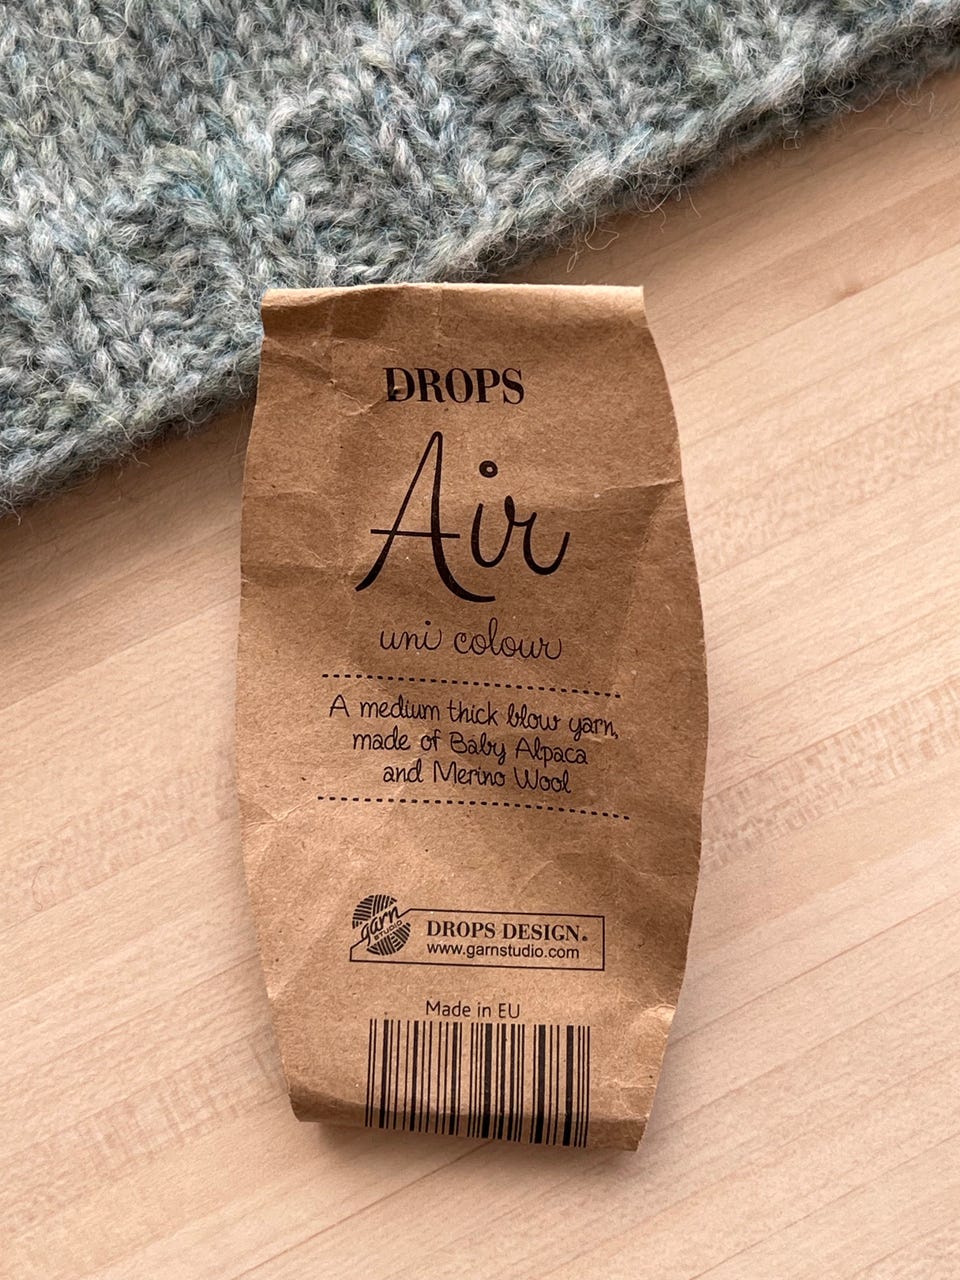 DROPS
Air
uni colour
A medium thick blow yarn,
made of Baby Alpaca
and Merino Wool
garn
STUDIO
DROPS DESIGN®
www.garnstudio.com
Made in EU